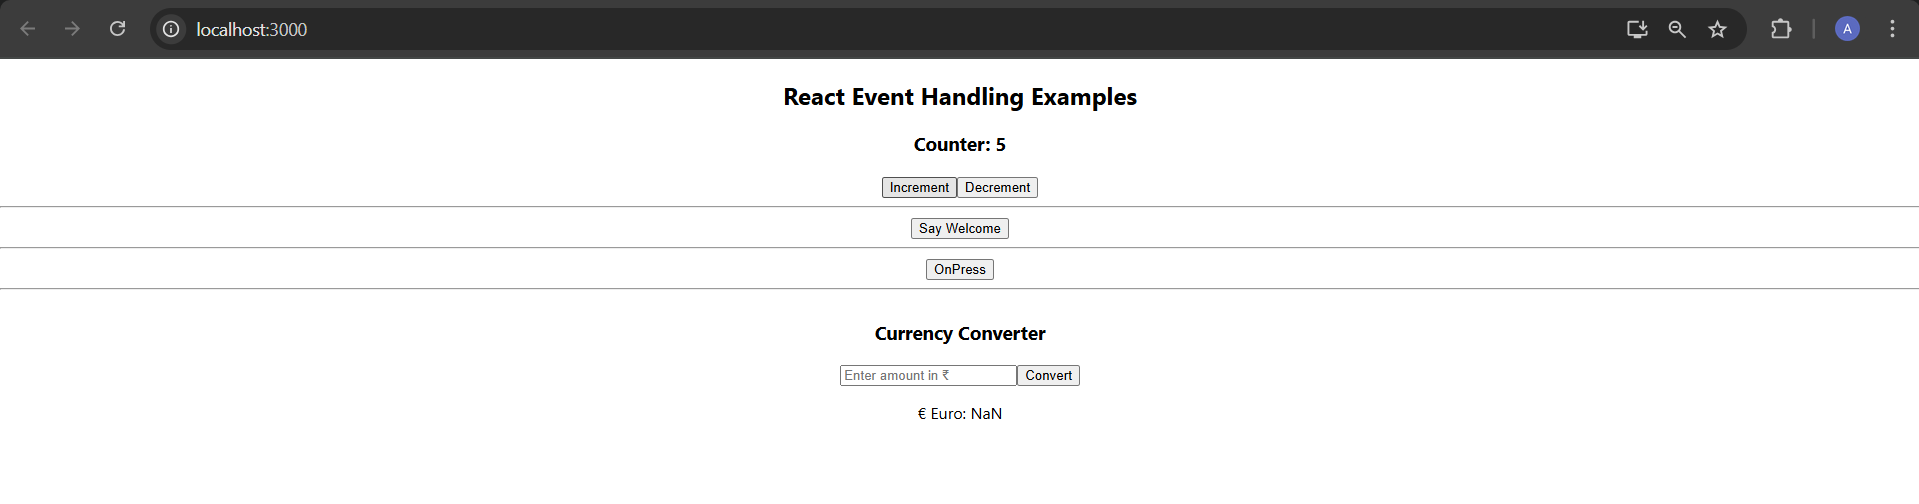 localhost:3000
A
React Event Handling Examples
Counter: 5
Increment Decrement
Say Welcome
OnPress
Currency Converter
Enter amount in ₹ Convert
€ Euro: NaN